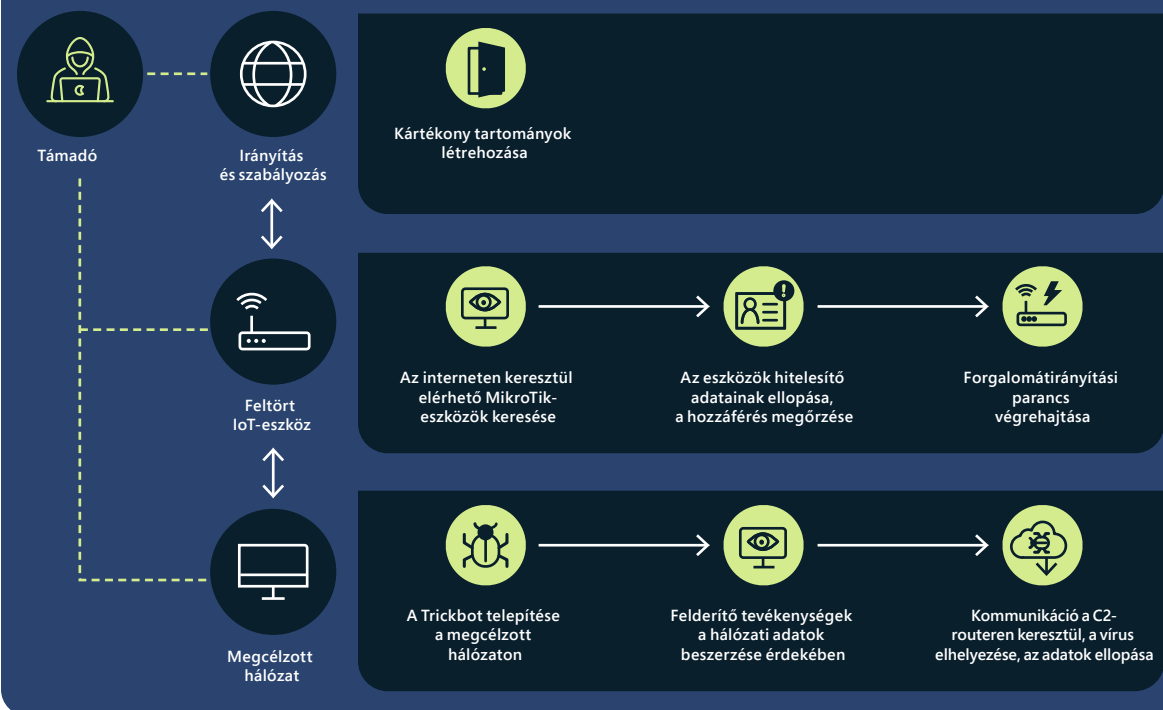 Támadó
Irányítás
és szabályozás
Kártékony tartományok
létrehozása
Feltört
IoT-eszköz
Az interneten keresztül
elérhető MikroTik-
eszközök keresése
Az eszközök hitelesítő
adatainak ellopása,
a hozzáférés megőrzése
Forgalomátirányítási
parancs
végrehajtása
Megcélzott
hálózat
A Trickbot telepítése
a megcélzott
hálózaton
Felderítő tevékenységek
a hálózati adatok
beszerzése érdekében
Kommunikáció a C2-
routeren keresztül, a vírus
elhelyezése, az adatok ellopása